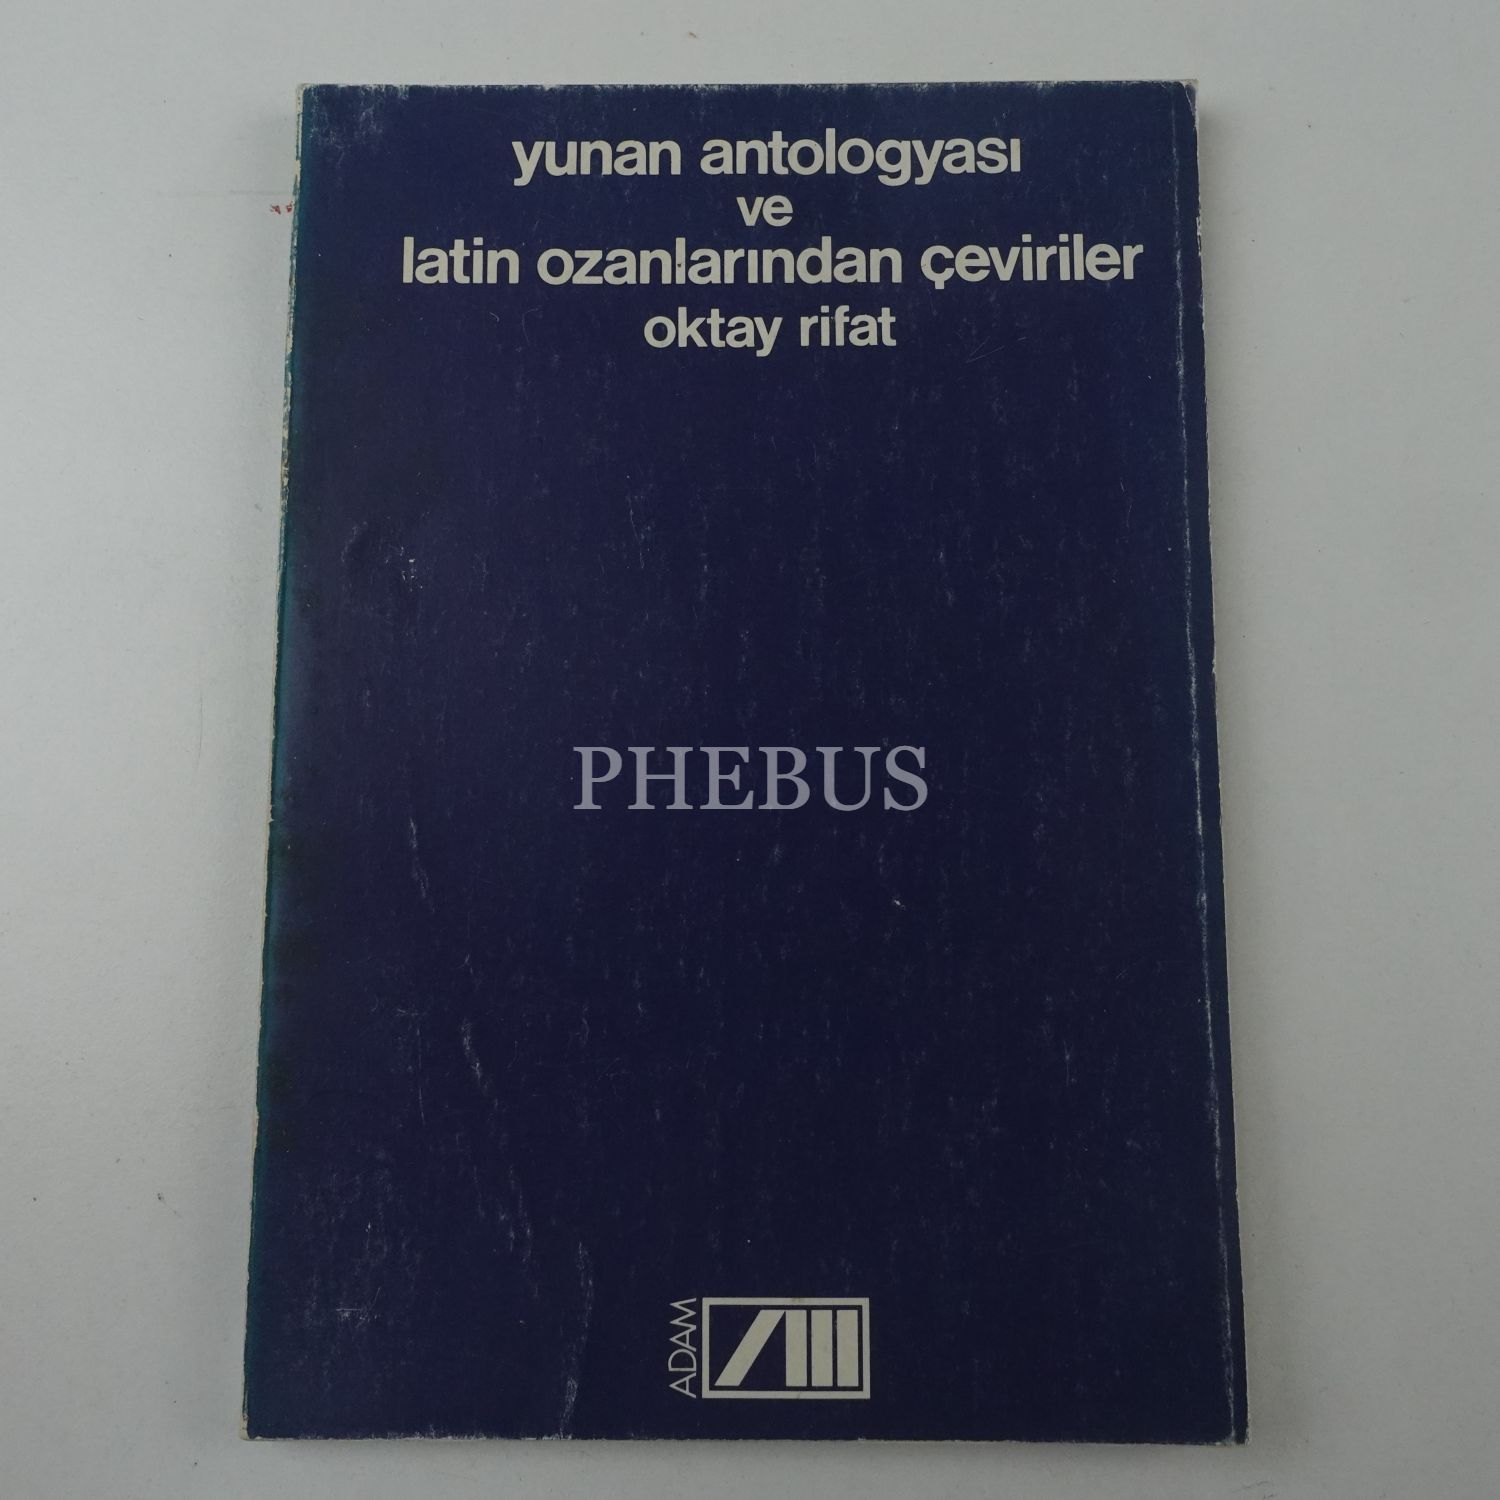 yunan antologyası
ve
latin ozanlarından çeviriler
oktay rifat
PHEBUS
ADAM